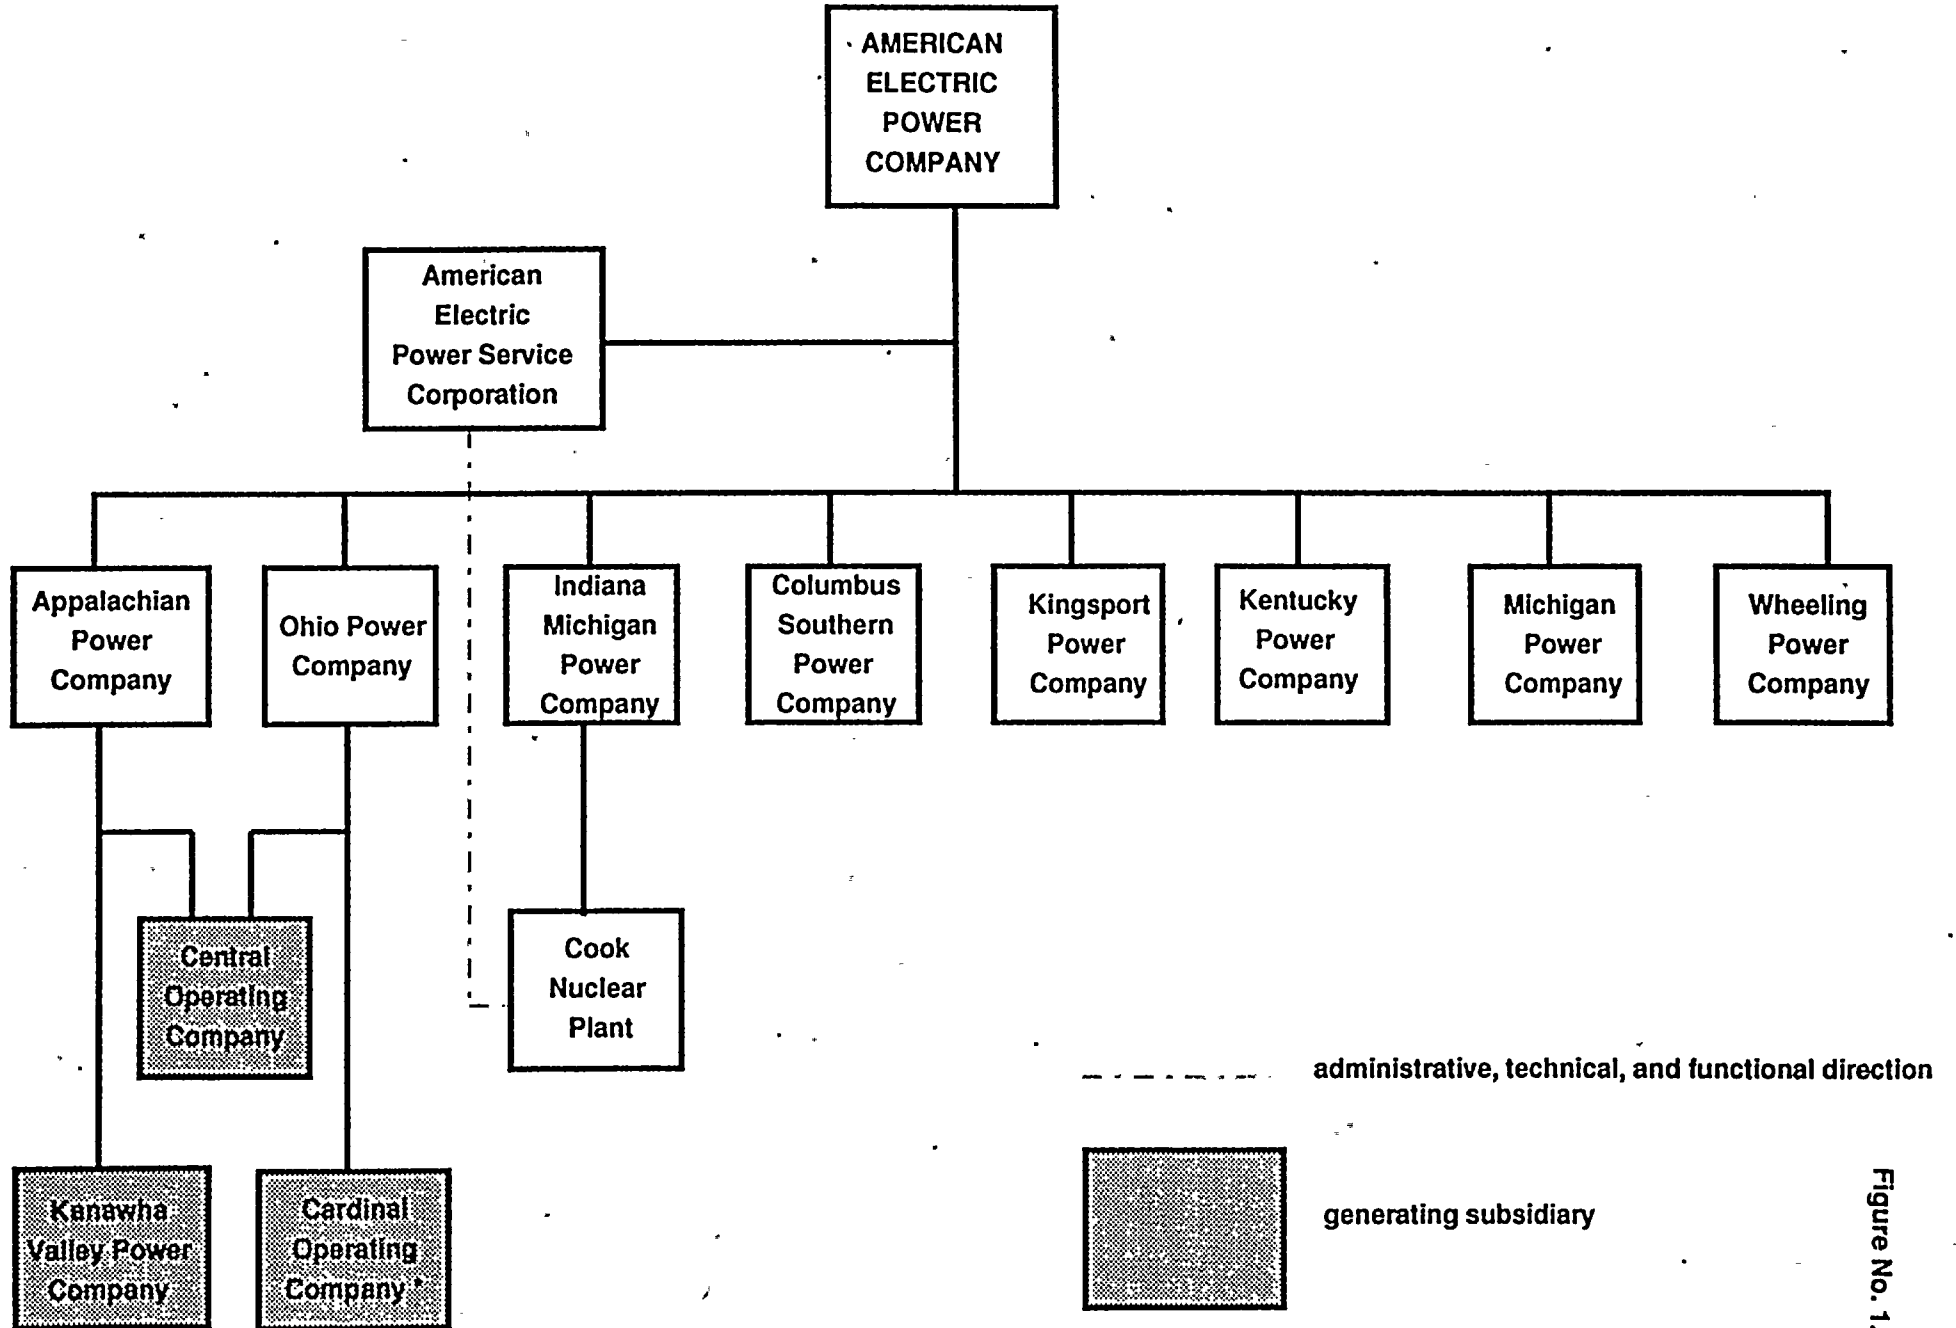 AMERICAN
ELECTRIC
POWER
COMPANY
American
Electric
Power Service
Corporation
Appalachian
Power
Company
Ohio Power
Company
Indiana
Michigan
Power
Company
Columbus
Southern
Power
Company
Kingsport
Power
Company
Kentucky
Power
Company
Michigan
Power
Company
Wheeling
Power
Company
Central
Operating
Company
Cook
Nuclear
Plant
administrative, technical, and functional direction
Kanawha
Valley Power
Company
Cardinal
Operating
Company*
generating subsidiary
Figure No. 1.